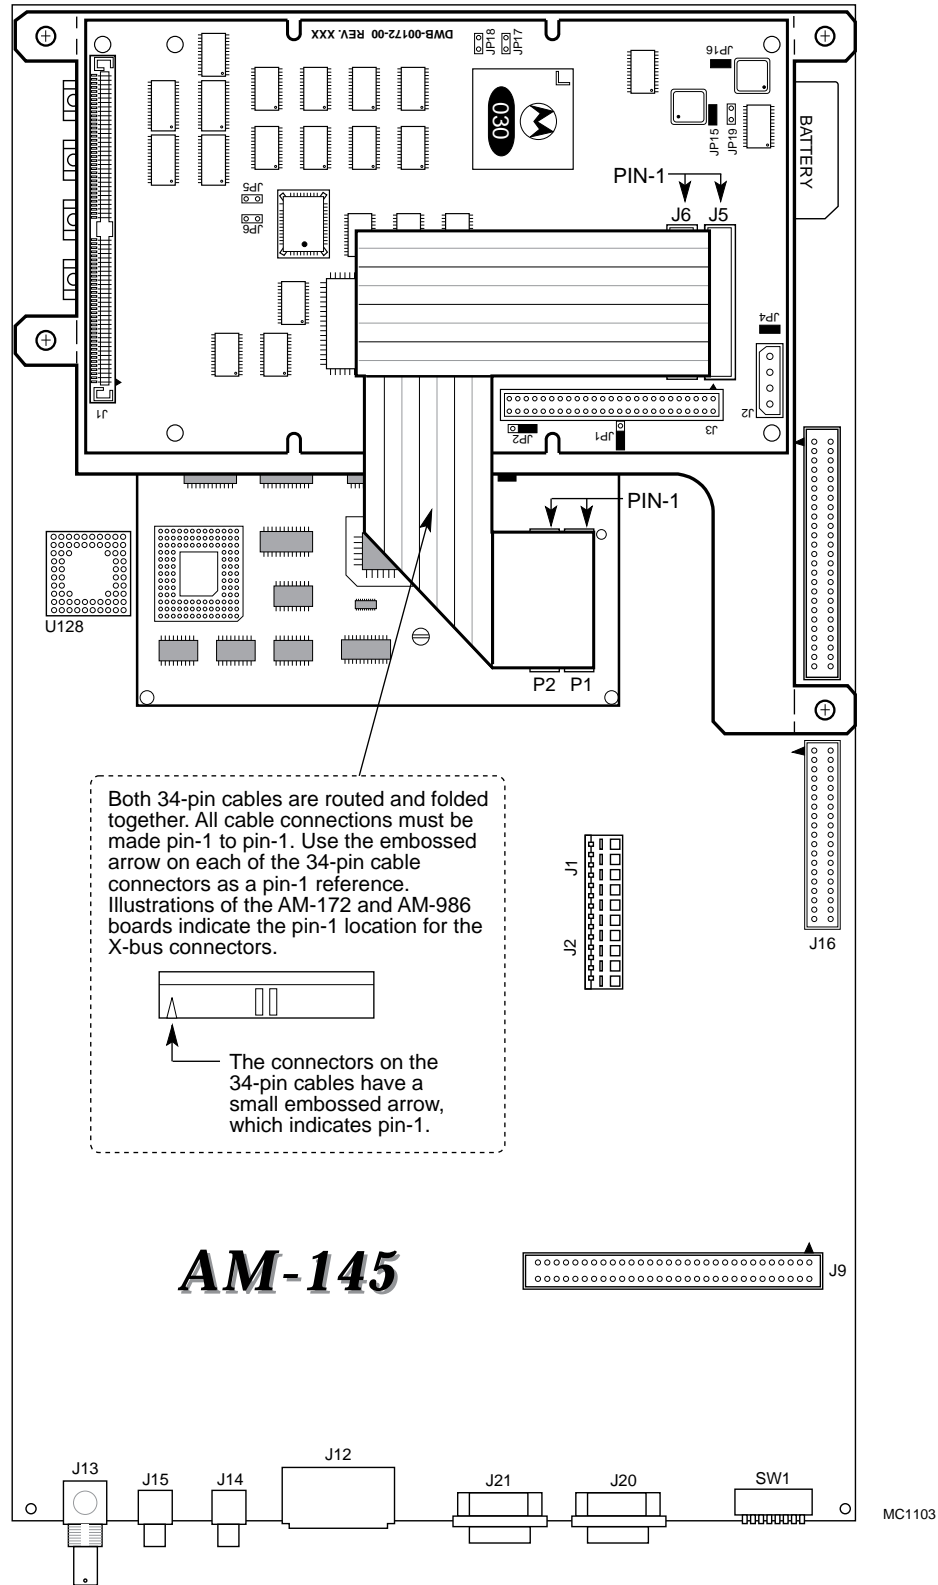 DWB-00172-00 REV. XXX
JP18
JP17
JP16
030
JP15
JP19
BATTERY
PIN-1
J6 J5
JP5
JP6
JP4
J1
J2
J3
JP2
JP1
PIN-1
U128
P2 P1
Both 34-pin cables are routed and folded
together. All cable connections must be
made pin-1 to pin-1. Use the embossed
arrow on each of the 34-pin cable
connectors as a pin-1 reference.
Illustrations of the AM-172 and AM-986
boards indicate the pin-1 location for the
X-bus connectors.
The connectors on the
34-pin cables have a
small embossed arrow,
which indicates pin-1.
J1
J2
J16
AM-145
J9
J13
J15
J14
J12
J21
J20
SW1
MC1103